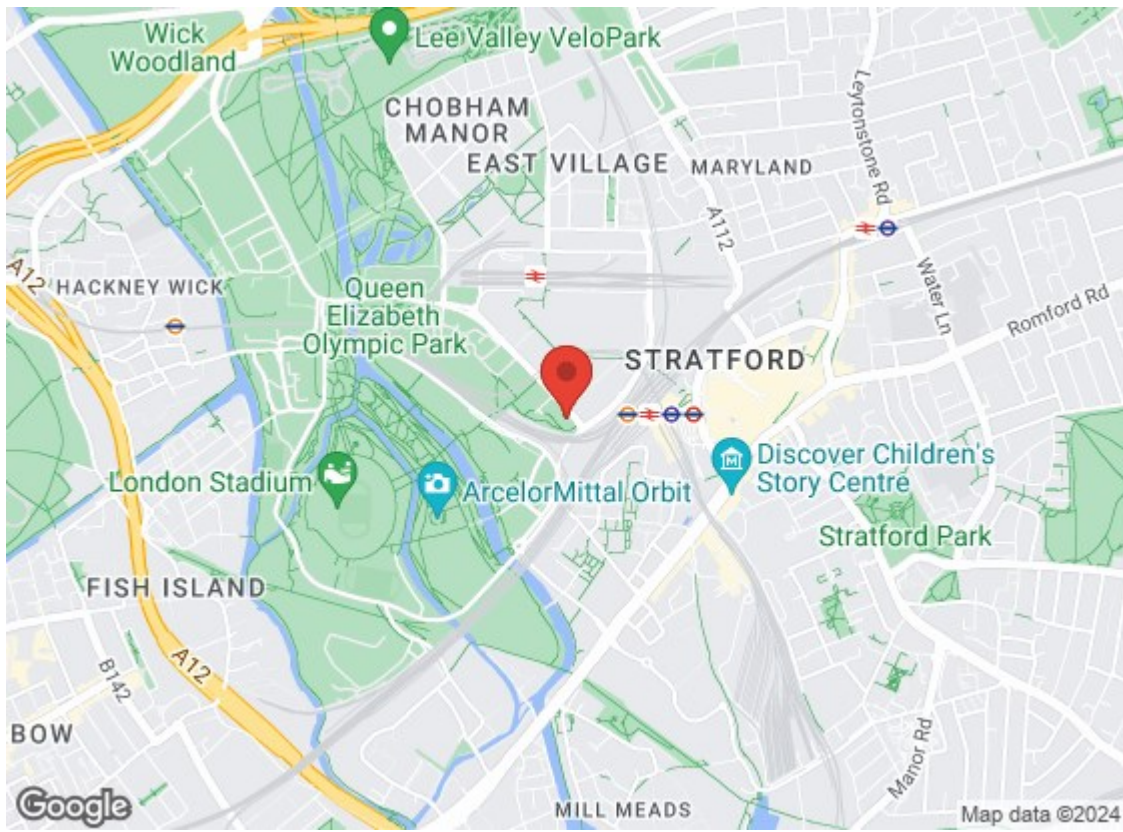 Wick
Woodland
Lee Valley VeloPark
CHOBHAM
MANOR
EAST VILLAGE
MARYLAND
Leytonstone Rd
A112
A12
HACKNEY WICK
Queen
Elizabeth
Olympic Park
Water Ln
Romford Rd
STRATFORD
London Stadium
ArcelorMittal Orbit
Discover Children's
Story Centre
Stratford Park
FISH ISLAND
A12
B142
BOW
Manor Rd
MILL MEADS
Google
Map data ©2024